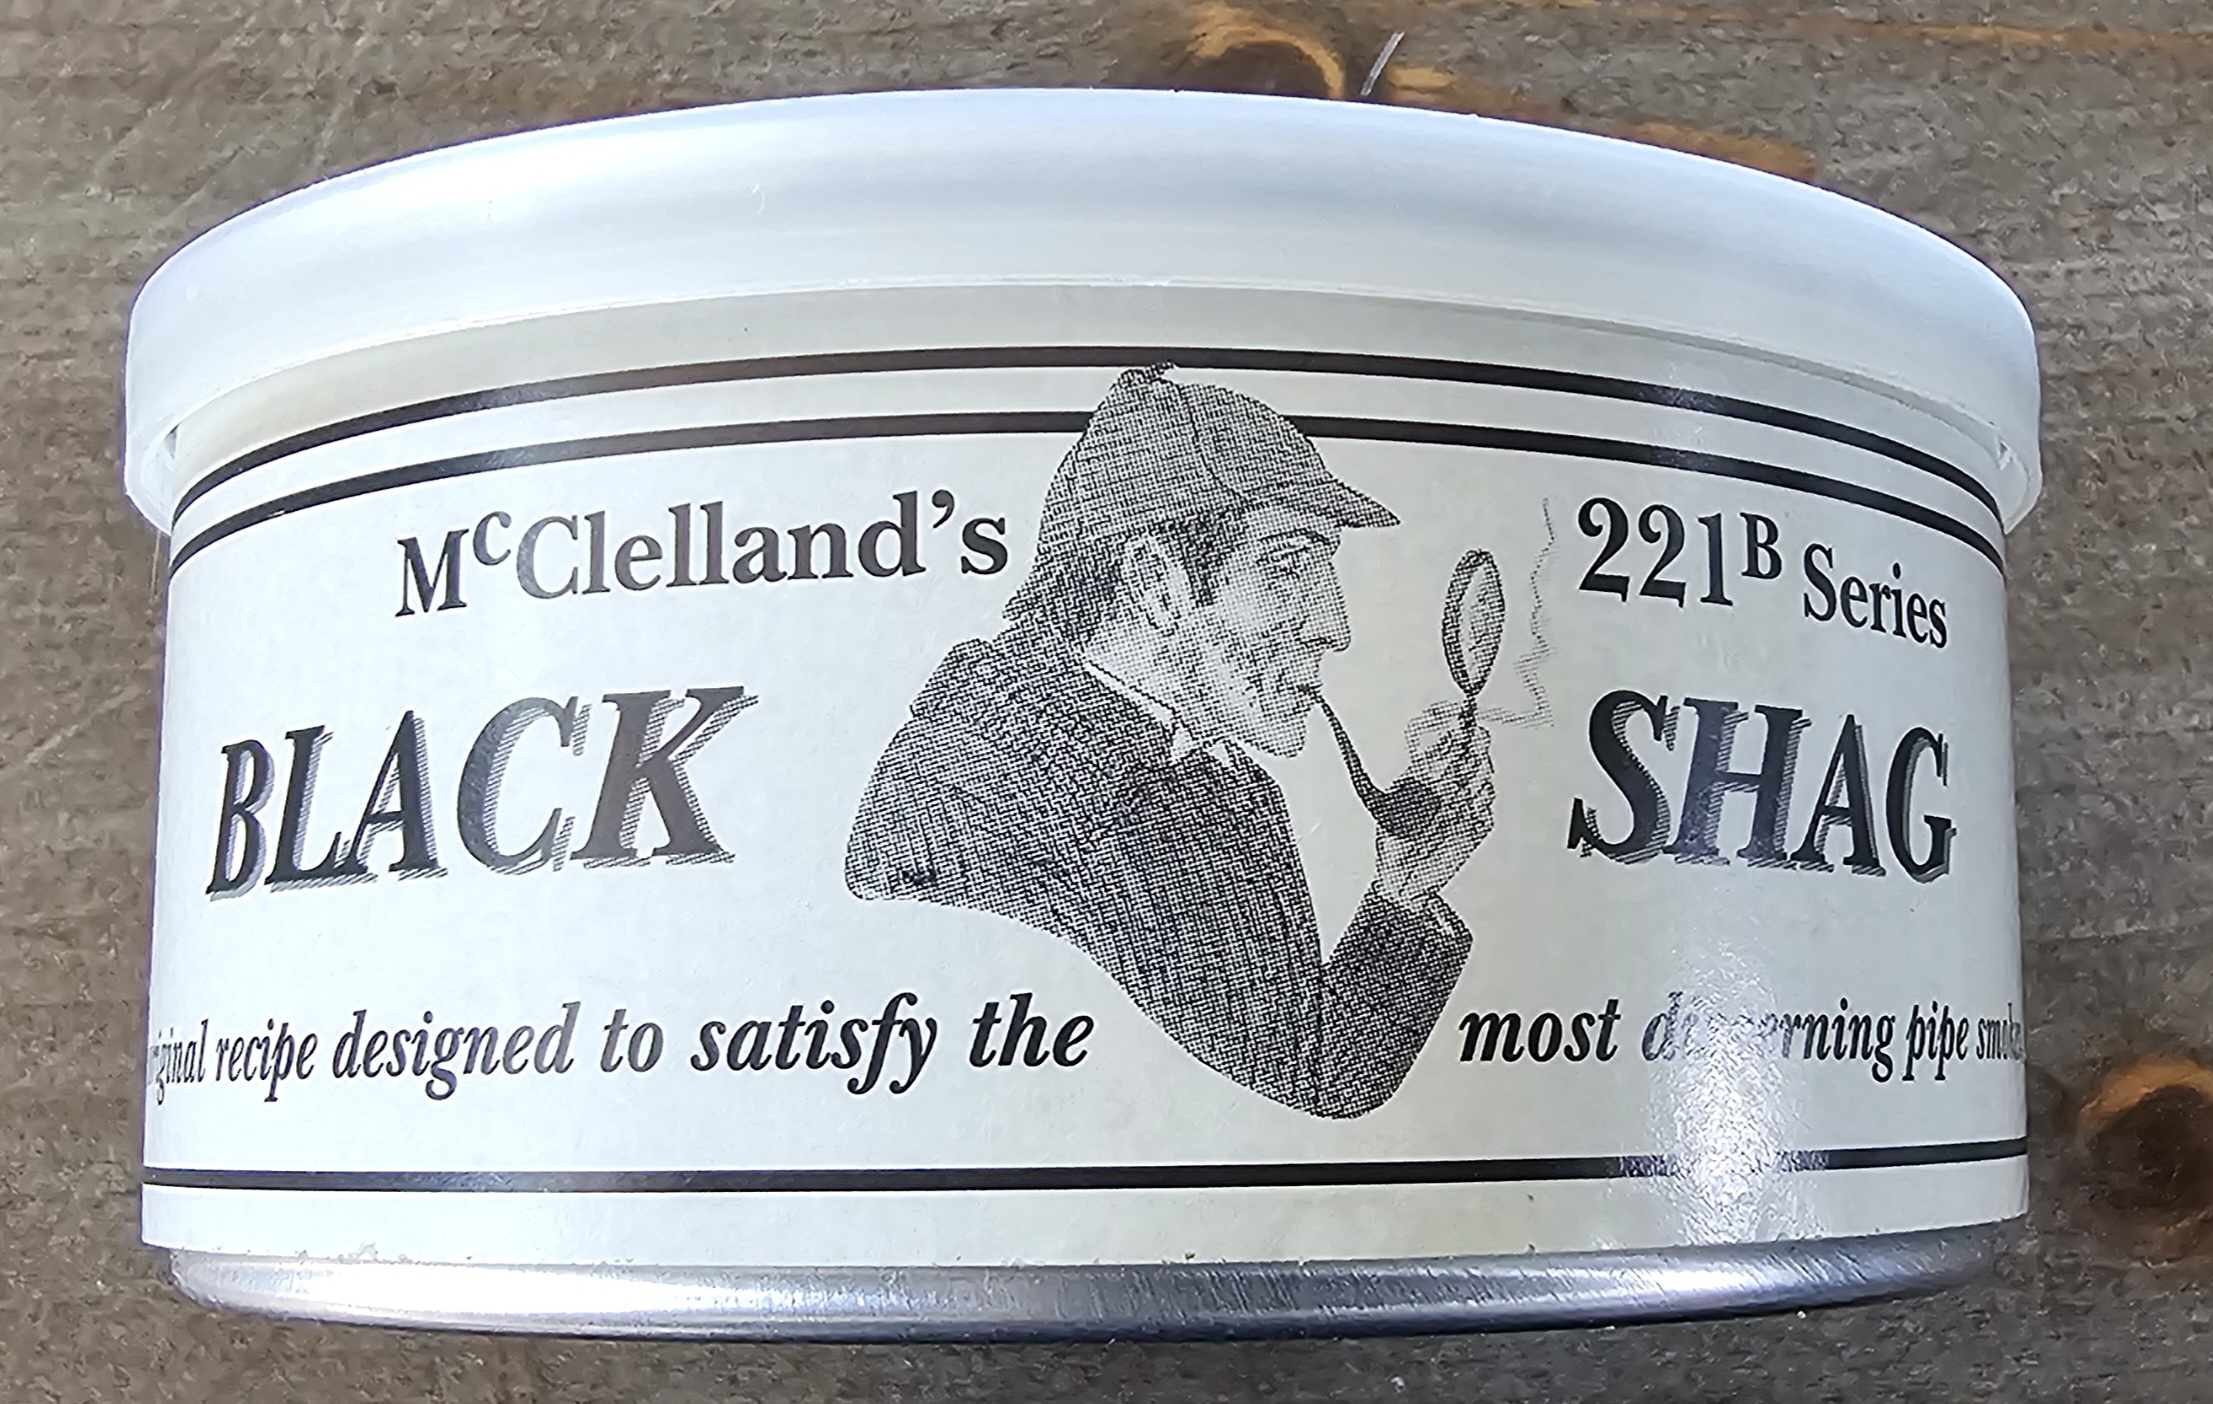 McClelland's 221B Series
BLACK SHAG
recipe designed to satisfy the most pipe